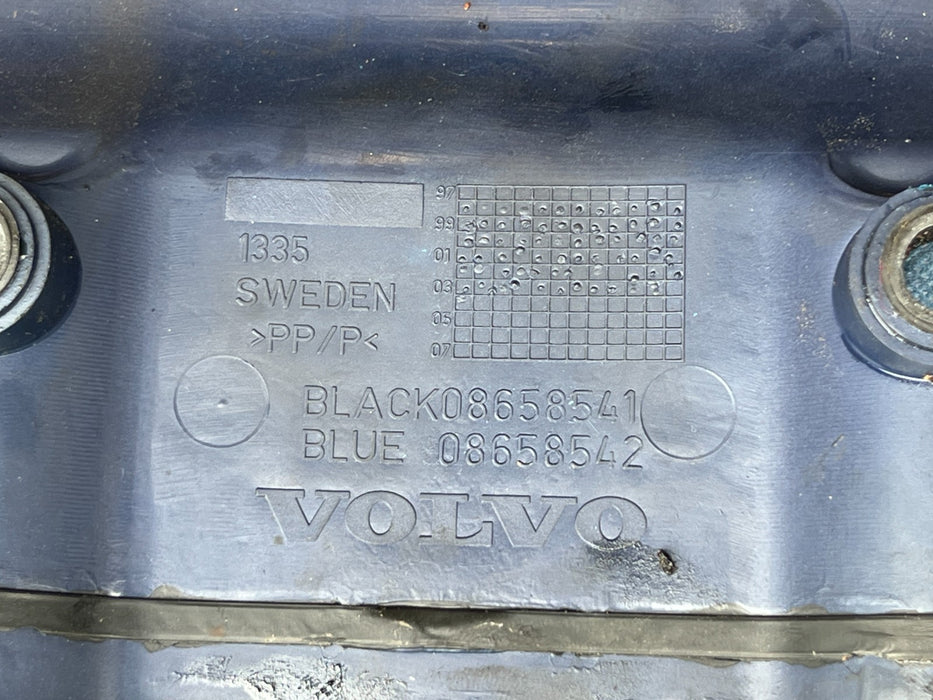 1335
SWEDEN
>PP/P<
97
99
01
03
05
07
BLACK08658541
BLUE 08658542
VOLVO